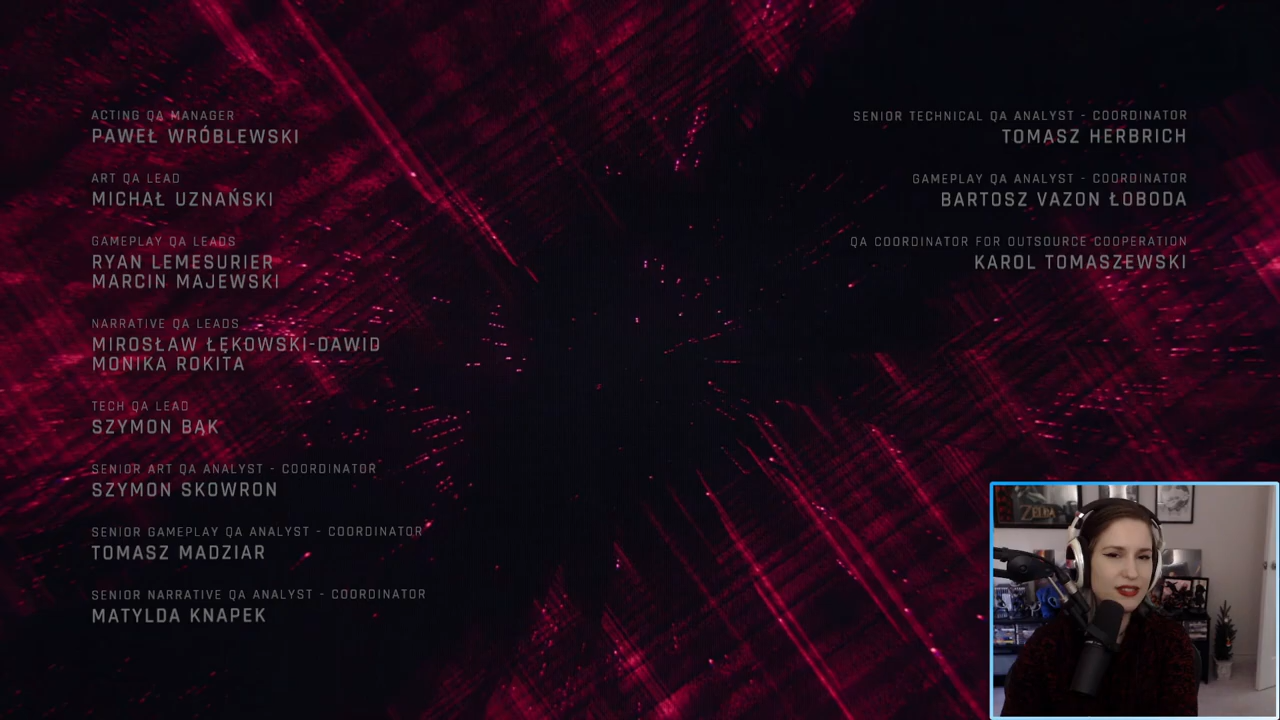 ACTING QA MANAGER
PAWEŁ WRÓBLEWSKI
ART QA LEAD
MICHAŁ UZNAŃSKI
GAMEPLAY QA LEADS
RYAN LEMESURIER
MARCIN MAJEWSKI
NARRATIVE QA LEADS
MIROSŁAW ŁĘKOWSKI-DAWID
MONIKA ROKITA
TECH QA LEAD
SZYMON BĄK
SENIOR ART QA ANALYST - COORDINATOR
SZYMON SKOWRON
SENIOR GAMEPLAY QA ANALYST - COORDINATOR
TOMASZ MADZIAR
SENIOR NARRATIVE QA ANALYST - COORDINATOR
MATYLDA KNAPEK
SENIOR TECHNICAL QA ANALYST - COORDINATOR
TOMASZ HERBRICH
GAMEPLAY QA ANALYST - COORDINATOR
BARTOSZ VAZON ŁOBODA
QA COORDINATOR FOR OUTSOURCE COOPERATION
KAROL TOMASZEWSKI
ZELDA